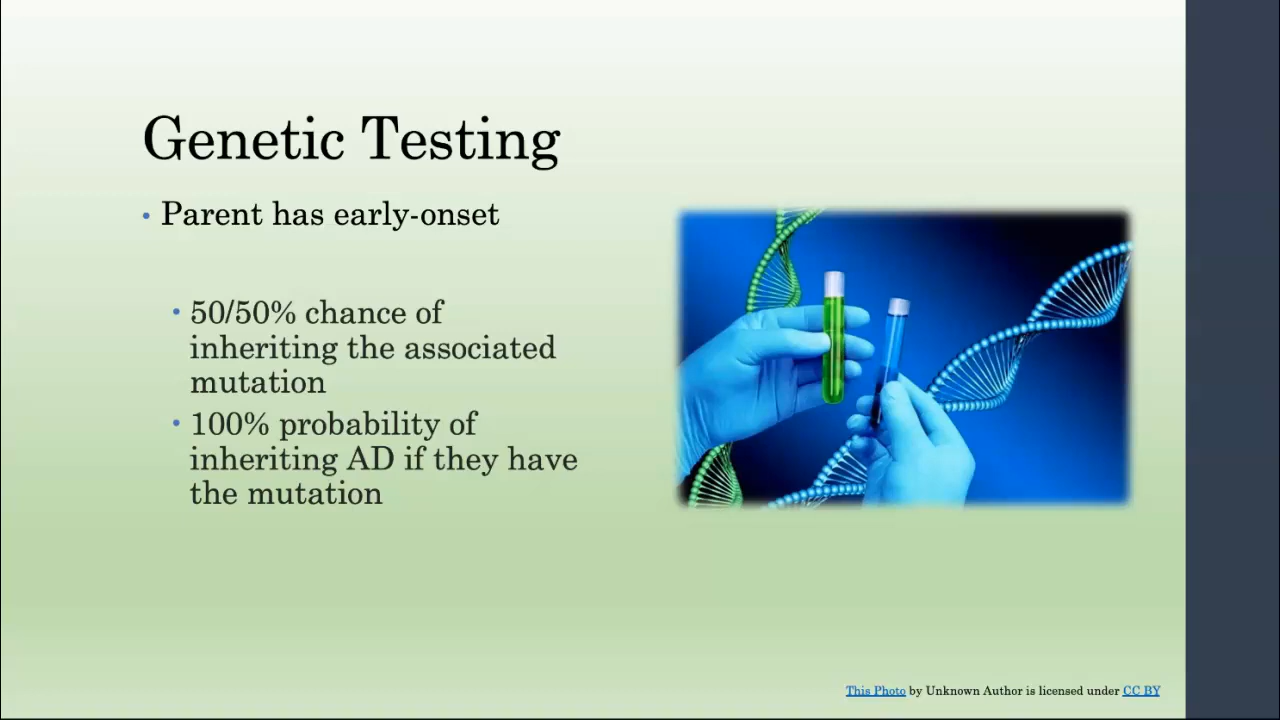 Genetic Testing
• Parent has early-onset
• 50/50% chance of
inheriting the associated
mutation
• 100% probability of
inheriting AD if they have
the mutation
This Photo by Unknown Author is licensed under CC BY